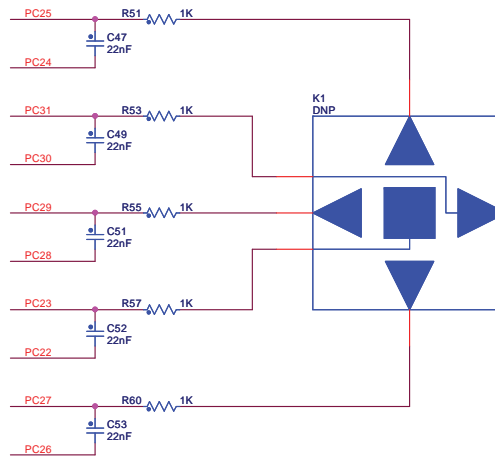 PC25 R51 1K
C47
22nF
PC24
K1
DNP
PC31 R53 1K
C49
22nF
PC30
PC29 R55 1K
C51
22nF
PC28
PC23 R57 1K
C52
22nF
PC22
PC27 R60 1K
C53
22nF
PC26